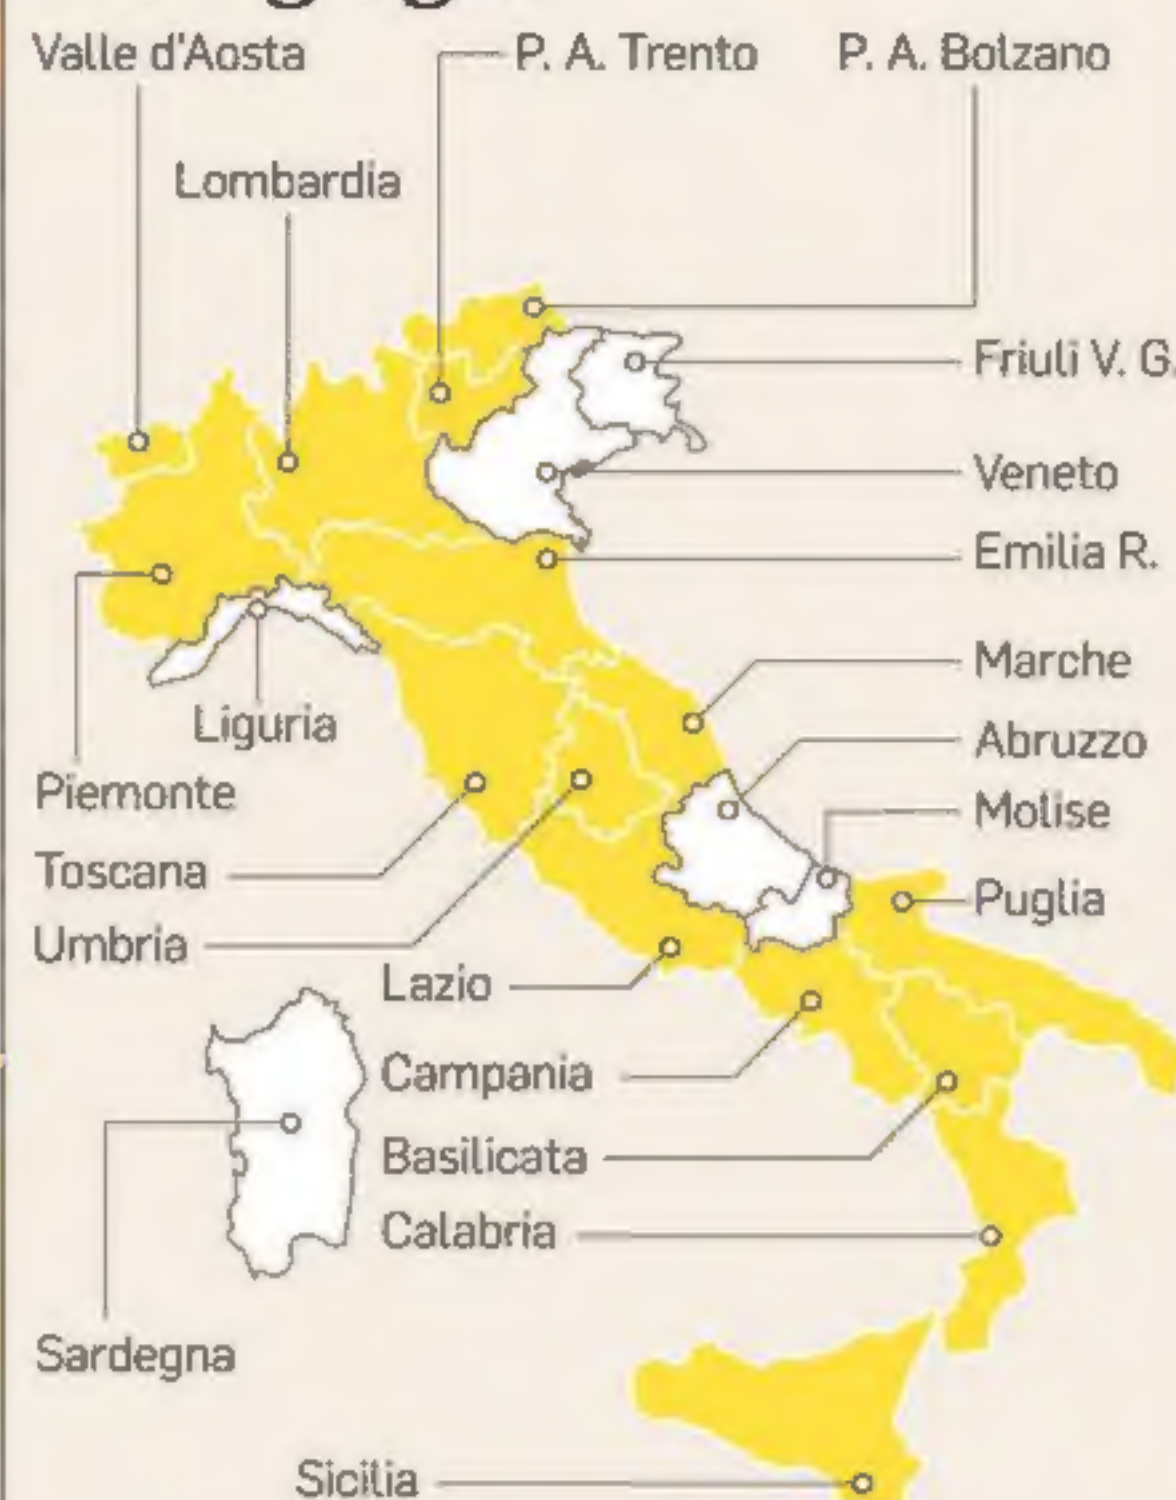 Valle d'Aosta
P. A. Trento
P. A. Bolzano
Lombardia
Friuli V. G.
Veneto
Emilia R.
Marche
Liguria
Abruzzo
Piemonte
Molise
Toscana
Puglia
Umbria
Lazio
Campania
Basilicata
Calabria
Sardegna
Sicilia